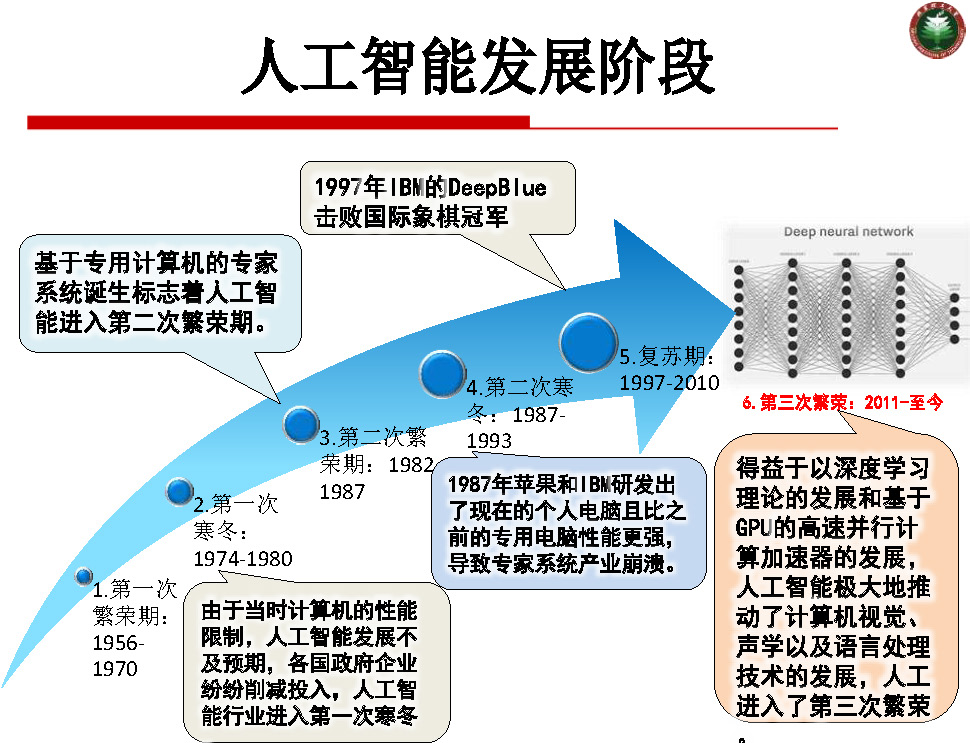 人工智能发展阶段
1997年IBM的DeepBlue
击败国际象棋冠军
基于专用计算机的专家
系统诞生标志着人工智
能进入第二次繁荣期。
Deep neural network
5.复苏期：
1997-2010
4.第二次寒
冬：1987-
1993
6.第三次繁荣：2011-至今
3.第二次繁
荣期：1982
1987
1987年苹果和IBM研发出
了现在的个人电脑且比之
前的专用电脑性能更强，
导致专家系统产业崩溃。
得益于以深度学习
理论的发展和基于
GPU的高速并行计
算加速器的发展，
人工智能极大地推
动了计算机视觉、
声学以及语言处理
技术的发展，人工
进入了第三次繁荣
。
2.第一次
寒冬：
1974-1980
1.第一次
繁荣期：
1956-
1970
由于当时计算机的性能
限制，人工智能发展不
及预期，各国政府企业
纷纷削减投入，人工智
能行业进入第一次寒冬